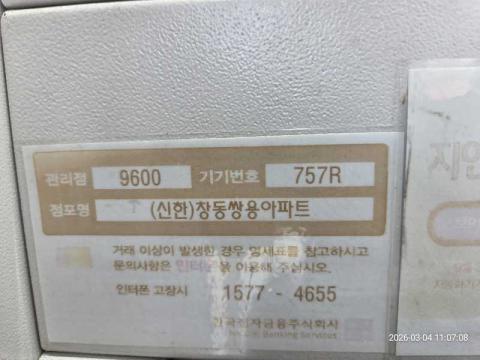 관리점 9600 기기번호 757R
점포명 (신한)창동쌍용아파트
거래 이상이 발생한 경우 명세표를 참고하시고
문의사항은 인터폰을 이용해 주십시오.
인터폰 고장시 1577 - 4655
한국전자금융주식회사
Banking Services
지연
2026-03-04 11:07:08